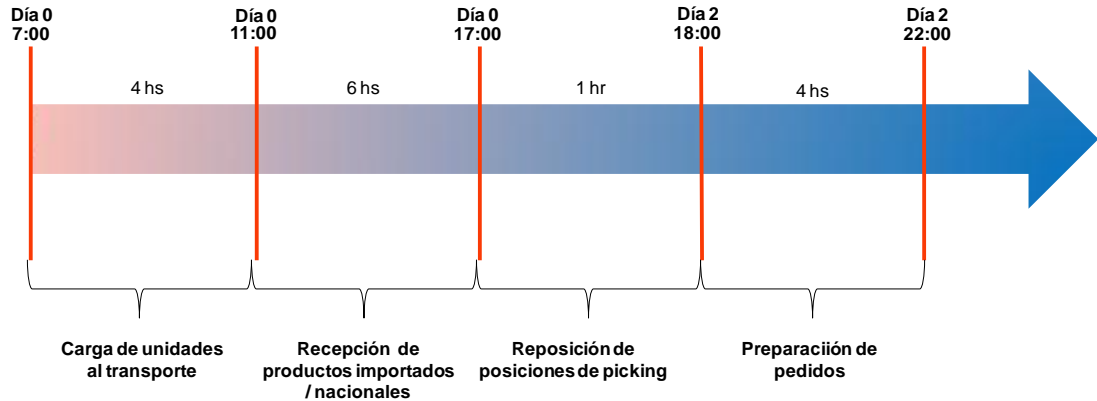 Día 0
7:00
Día 0
11:00
Día 0
17:00
Día 2
18:00
Día 2
22:00
4 hs
6 hs
1 hr
4 hs
Carga de unidades
al transporte
Recepción de
productos importados
/ nacionales
Reposición de
posiciones de picking
Preparaciión de
pedidos